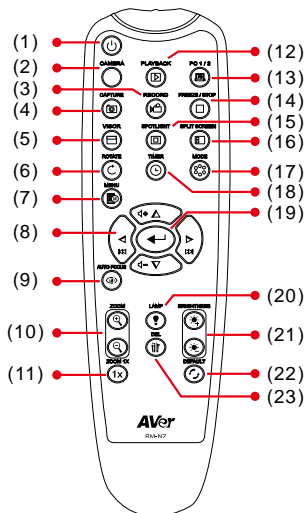 (1)
(2)
(3)
(4)
(5)
(6)
(7)
(8)
(9)
(10)
(11)
CAMERA PLAYBACK PC 1 / 2
CAPTURE RECORD FREEZE / STOP
VISOR SPOTLIGHT SPLIT SCREEN
ROTATE TIMER MODE
MENU
AUTO FOCUS
ZOOM LAMP BRIGHTNESS
DEL
ZOOM 1X DEFAULT
1x
AVer
RM-N7
(12)
(13)
(14)
(15)
(16)
(17)
(18)
(19)
(20)
(21)
(22)
(23)